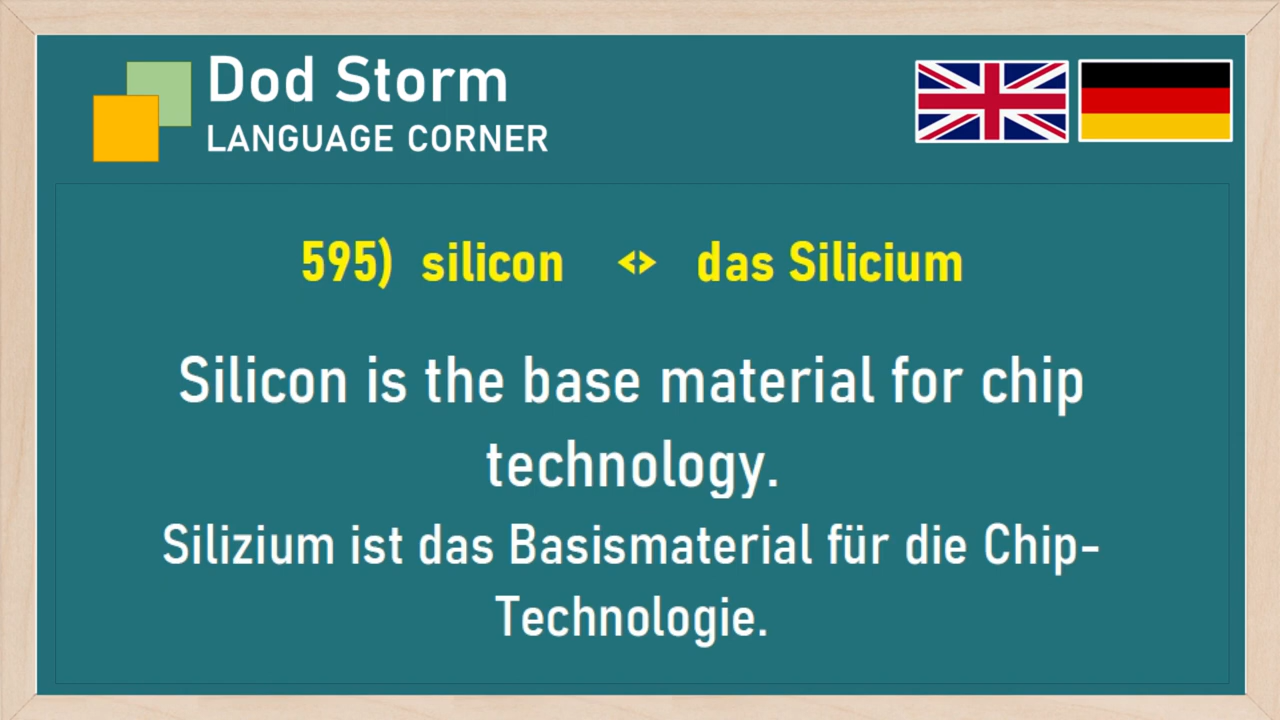 Dod Storm
LANGUAGE CORNER
595) silicon <> das Silicium
Silicon is the base material for chip
technology.
Silizium ist das Basismaterial für die Chip-
Technologie.